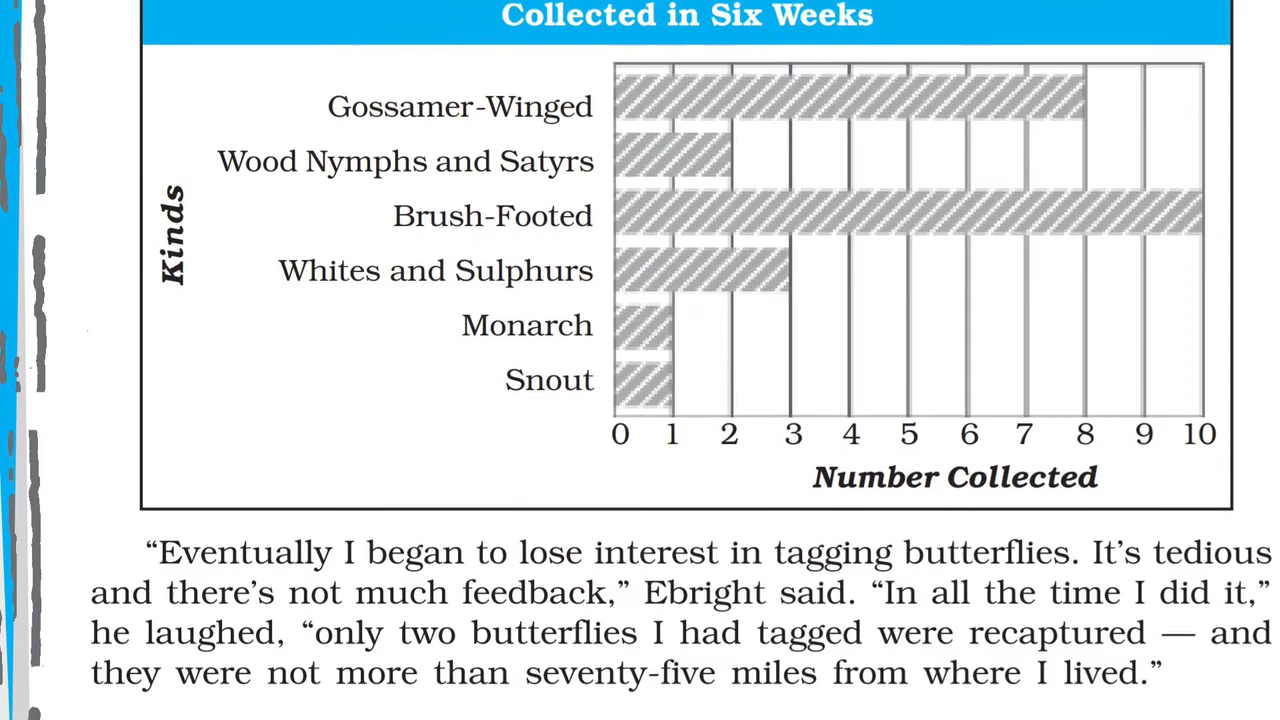 Collected in Six Weeks
Kinds
Gossamer-Winged
Wood Nymphs and Satyrs
Brush-Footed
Whites and Sulphurs
Monarch
Snout
0 1 2 3 4 5 6 7 8 9 10
Number Collected
“Eventually I began to lose interest in tagging butterflies. It’s tedious
and there’s not much feedback,” Ebright said. “In all the time I did it,”
he laughed, “only two butterflies I had tagged were recaptured — and
they were not more than seventy-five miles from where I lived.”